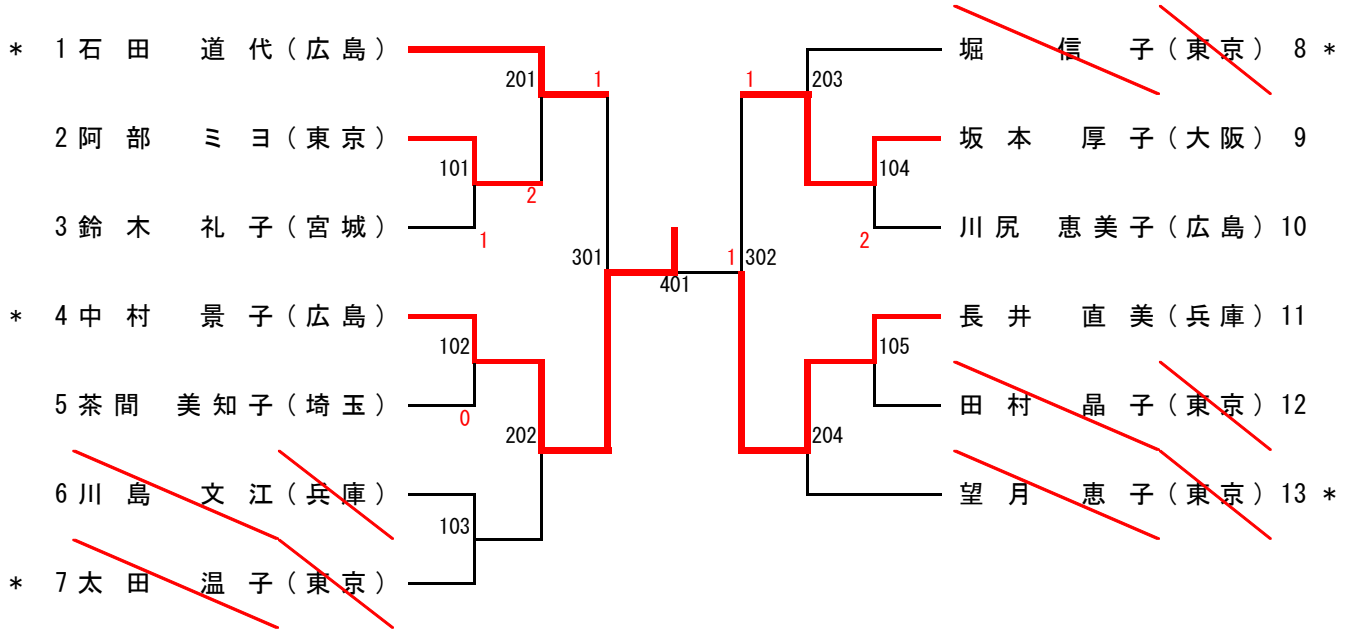 * 1 石田 道代(広島)
2 阿部 ミヨ(東京)
3 鈴木 礼子(宮城)
* 4 中村 景子(広島)
5 茶間 美知子(埼玉)
6 川島 文江(兵庫)
* 7 太田 温子(東京)
201
1
101
2
1
301
102
0
202
103
401
堀 信子(東京) 8 *
坂本 厚子(大阪) 9
川尻 恵美子(広島) 10
長井 直美(兵庫) 11
田村 晶子(東京) 12
望月 恵子(東京) 13 *
1
203
104
2
1
302
105
204